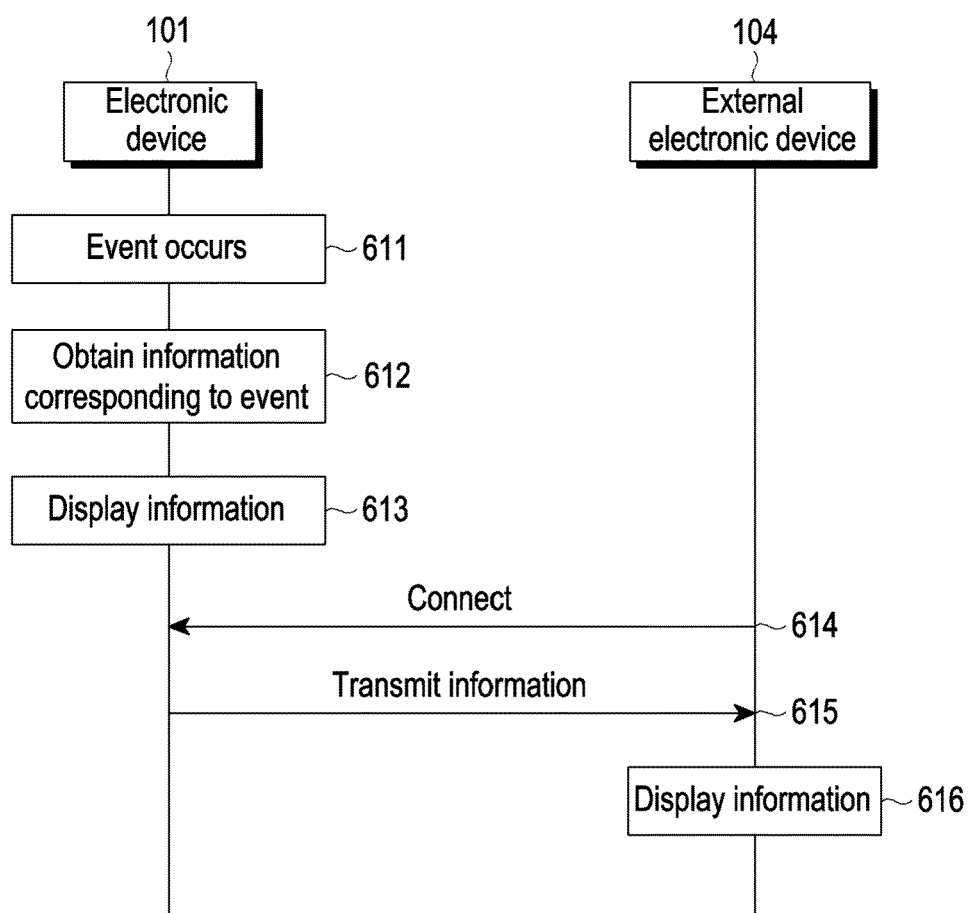 101
104
Electronic
device
External
electronic device
Event occurs
611
Obtain information
corresponding to event
612
Display information
613
Connect
614
Transmit information
615
Display information
616